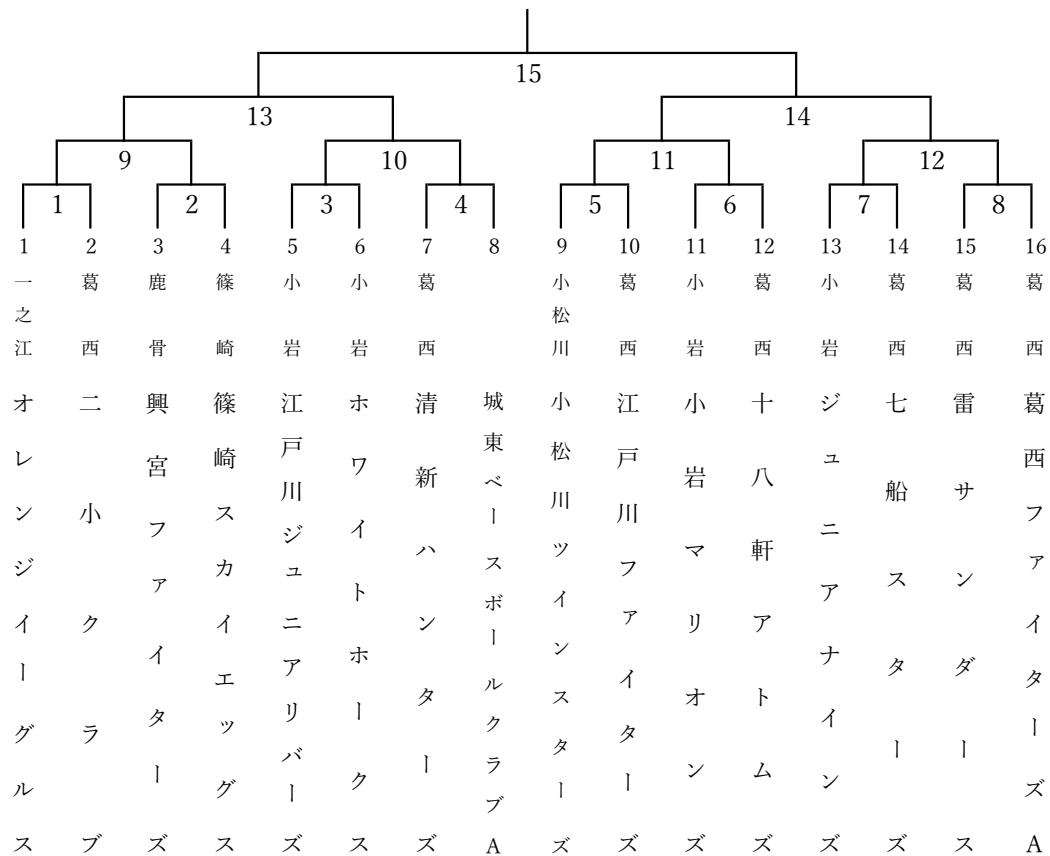 15
13 14
9 10 11 12
1 2 3 4 5 6 7 8
1 2 3 4 5 6 7 8 9 10 11 12 13 14 15 16
一之江 オレンジイーグルス
葛西 二小クラブ
鹿骨 興宮ファイターズ
篠崎 篠崎スカイエッグス
小岩 江戸川ジュニアリバーズ
小岩 ホワイトホークス
葛西 清新ハンターズ
城東ベースボールクラブA
小松川 小松川ツインスターズ
葛西 江戸川ファイターズ
小岩 小岩マリオンズ
葛西 十八軒アトムズ
小岩 ジュニアナインズ
葛西 七船スターズ
葛西 雷サンダース
葛西 葛西ファイターズA